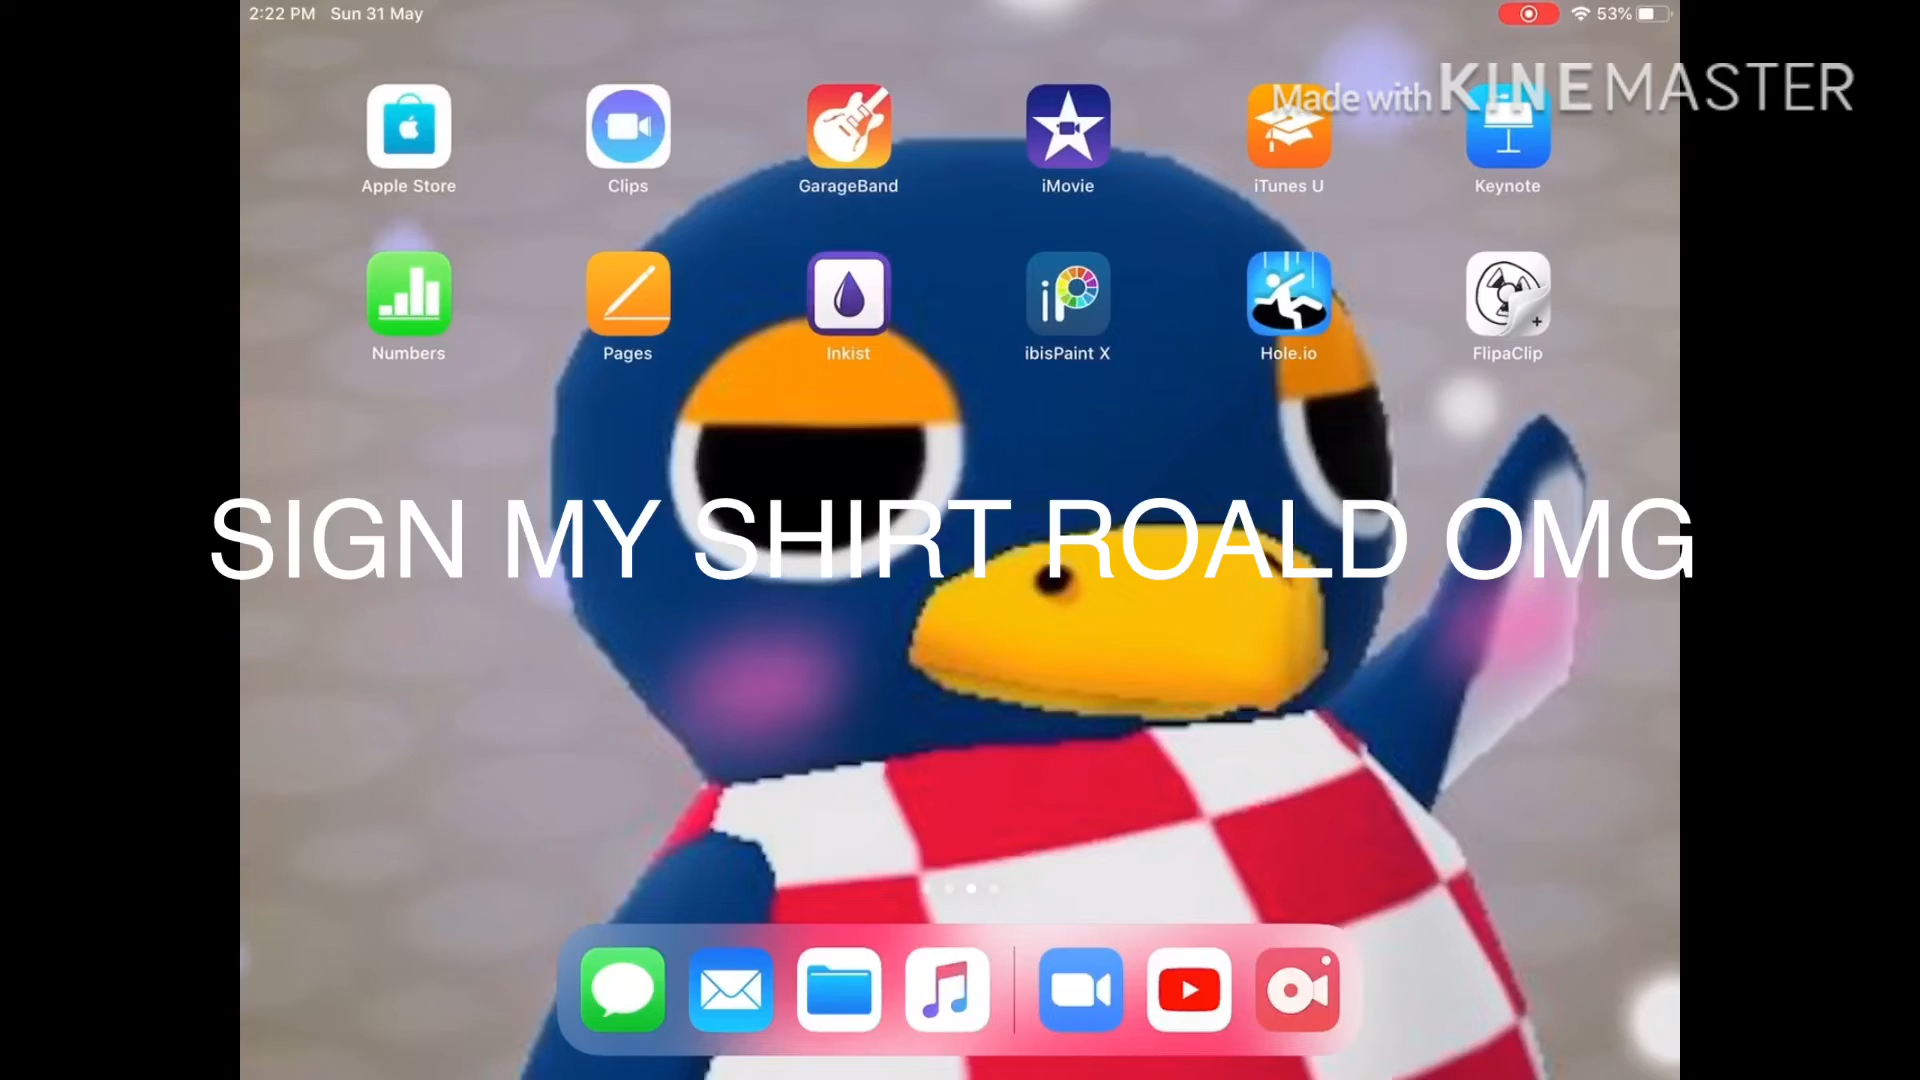 2:22 PM Sun 31 May
53%
Made with KINEMASTER
Apple Store Clips GarageBand iMovie iTunes U Keynote
iP
Numbers Pages Inkist ibisPaint X Hole.io FlipaClip
SIGN MY SHIRT ROALD OMG